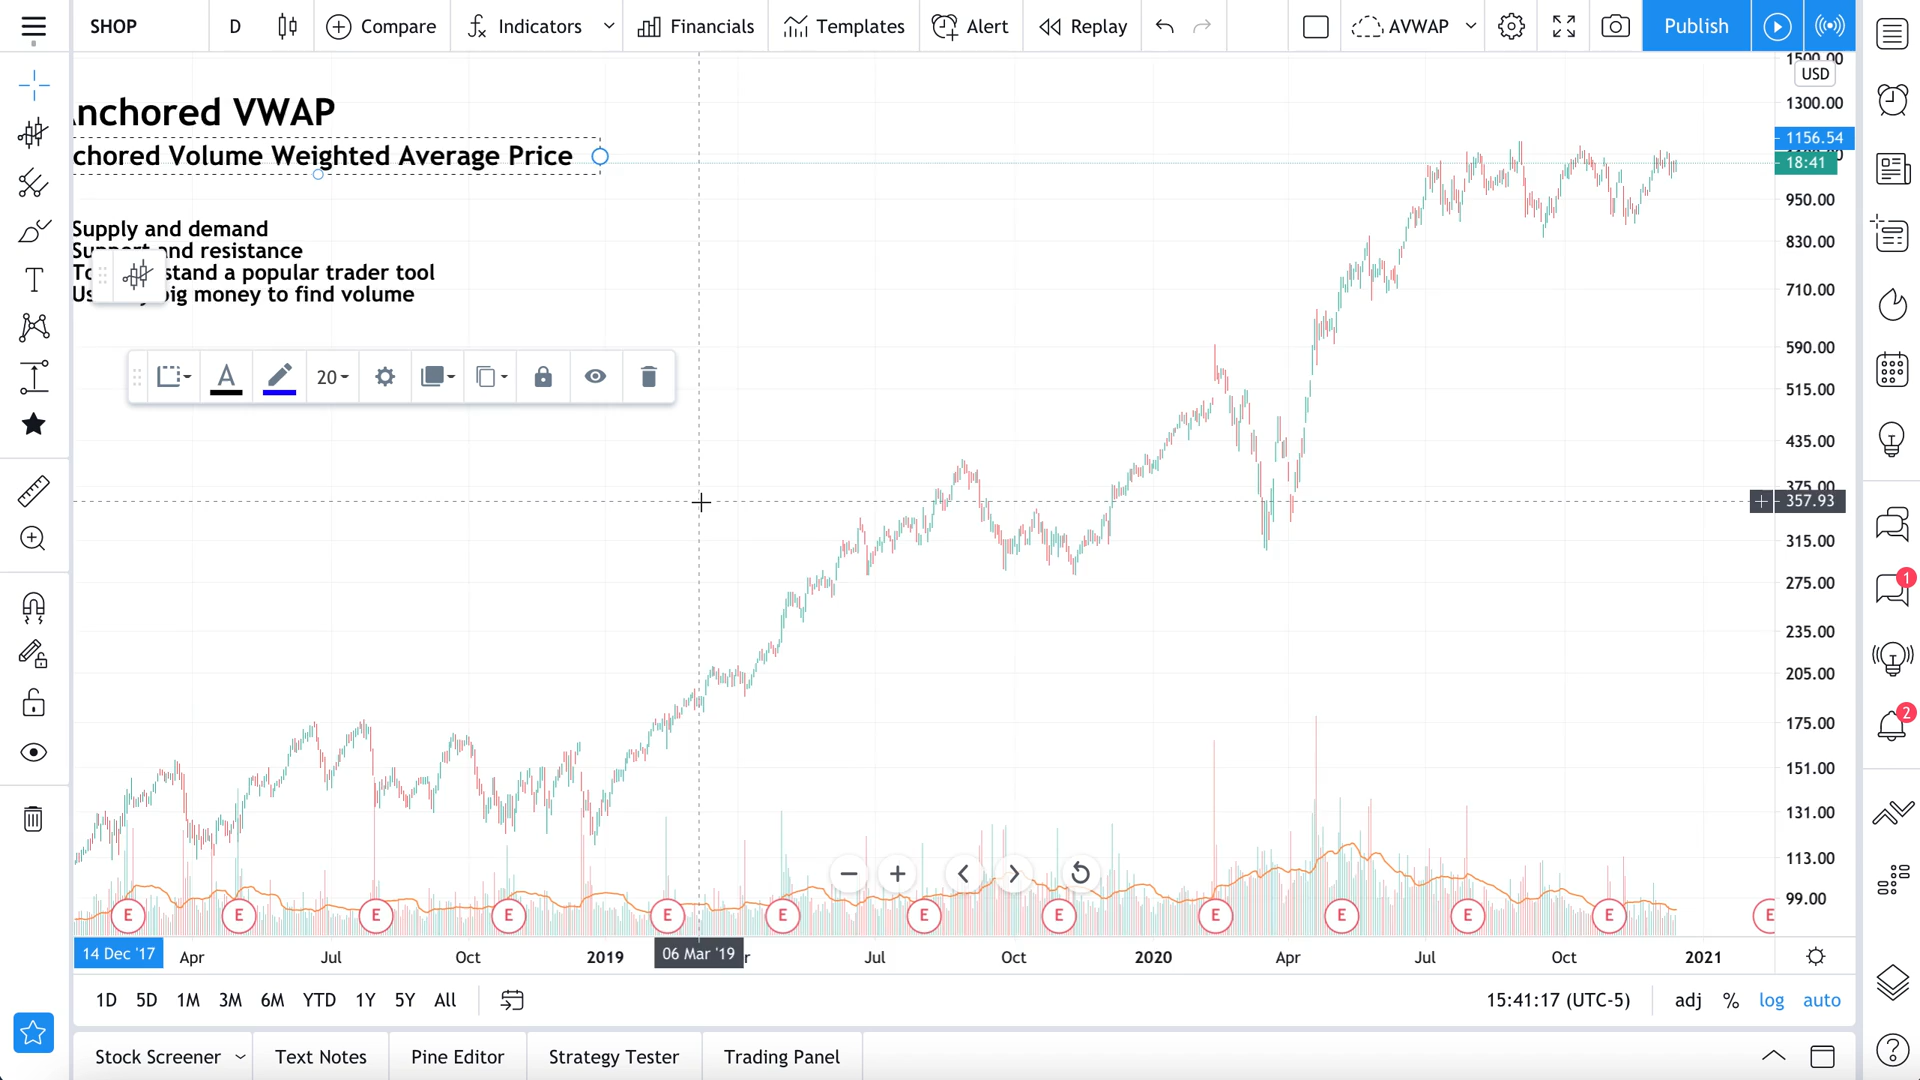 SHOP
D
Compare
Indicators
Financials
Templates
Alert
Replay
AVWAP
Publish
nchored VWAP
chored Volume Weighted Average Price
Supply and demand
and resistance
stand a popular trader tool
big money to find volume
20
USD
1500.00
1300.00
1156.54
18:41
950.00
830.00
710.00
590.00
515.00
435.00
375.00
357.93
315.00
275.00
235.00
205.00
175.00
151.00
131.00
113.00
99.00
1
2
E E E E E E E E E E E E E
14 Dec '17 Apr Jul Oct 2019 06 Mar '19 Jul Oct 2020 Apr Jul Oct 2021
1D 5D 1M 3M 6M YTD 1Y 5Y All
15:41:17 (UTC-5) adj % log auto
Stock Screener
Text Notes
Pine Editor
Strategy Tester
Trading Panel